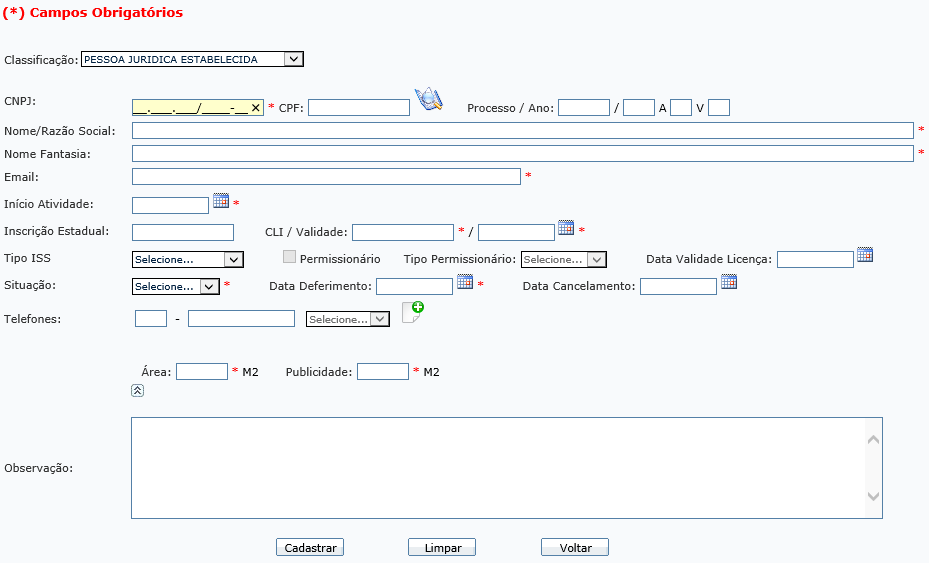 (*) Campos Obrigatórios
Classificação: PESSOA JURIDICA ESTABELECIDA
CNPJ: __.___.___/____-__ ✕ * CPF: Processo / Ano: / A V
Nome/Razão Social: *
Nome Fantasia: *
Email: *
Início Atividade: *
Inscrição Estadual: CLI / Validade: * / *
Tipo ISS Selecione... Permissionário Tipo Permissionário: Selecione... Data Validade Licença:
Situação: Selecione... * Data Deferimento: * Data Cancelamento:
Telefones: - Selecione...
Área: * M2 Publicidade: * M2
Observação:
Cadastrar Limpar Voltar